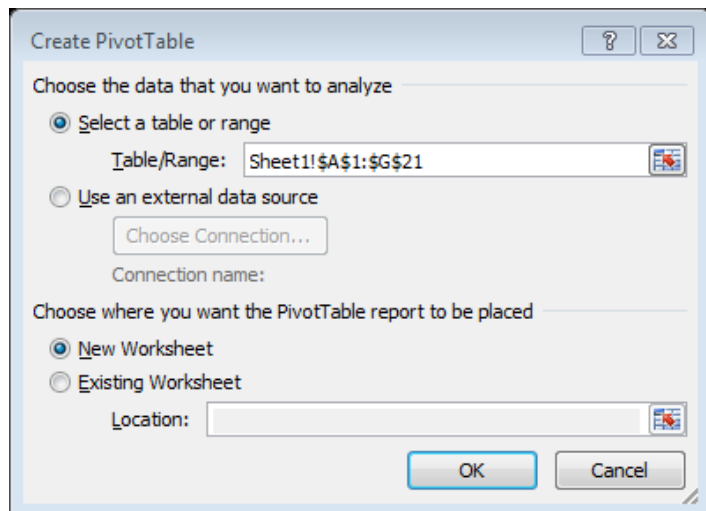 Create PivotTable
?
Choose the data that you want to analyze
Select a table or range
Table/Range: Sheet1!$A$1:$G$21
Use an external data source
Choose Connection...
Connection name:
Choose where you want the PivotTable report to be placed
New Worksheet
Existing Worksheet
Location:
OK Cancel